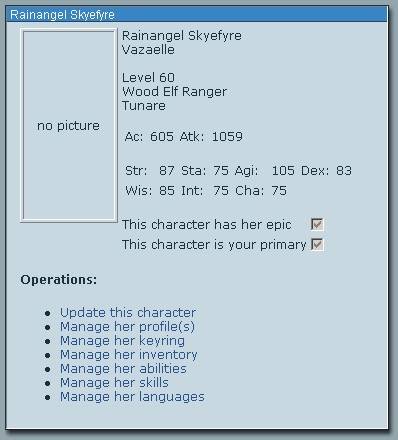 Rainangel Skyefyre
no picture
Rainangel Skyefyre
Vazaelle
Level 60
Wood Elf Ranger
Tunare
Ac: 605 Atk: 1059
Str: 87 Sta: 75 Agi: 105 Dex: 83
Wis: 85 Int: 75 Cha: 75
This character has her epic
This character is your primary
Operations:
Update this character
Manage her profile(s)
Manage her keyring
Manage her inventory
Manage her abilities
Manage her skills
Manage her languages